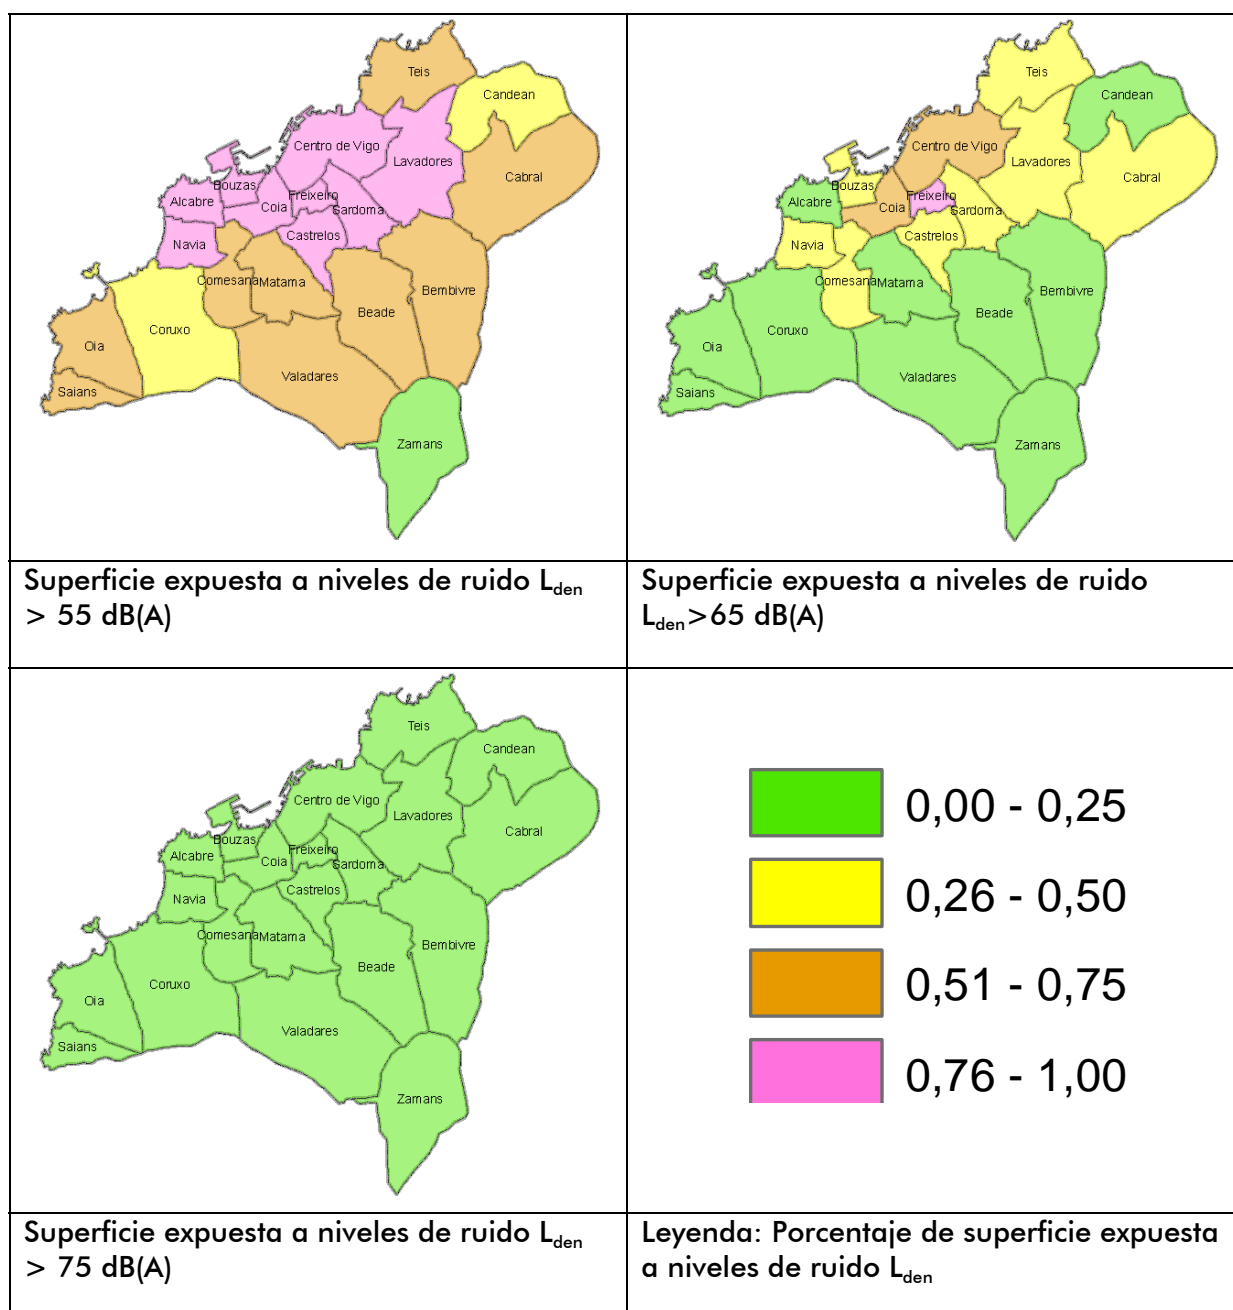 Teis
Candean
Centro de Vigo
Lavadores
Cabral
Bouzas
Alcabre
Coia
Freixeiro
Sardoma
Castrelos
Navia
Comesana
Matama
Bembivre
Beade
Coruxo
Oia
Valadares
Saians
Zamans
Teis
Candean
Centro de Vigo
Lavadores
Cabral
Bouzas
Alcabre
Coia
Freixeiro
Sardoma
Castrelos
Navia
Comesana
Matama
Bembivre
Beade
Coruxo
Oia
Valadares
Saians
Zamans
Superficie expuesta a niveles de ruido Lden
> 55 dB(A)
Superficie expuesta a niveles de ruido
Lden>65 dB(A)
Teis
Candean
Centro de Vigo
Lavadores
Cabral
Bouzas
Alcabre
Coia
Freixeiro
Sardoma
Castrelos
Navia
Comesana
Matama
Bembivre
Beade
Coruxo
Oia
Valadares
Saians
Zamans
0,00 - 0,25
0,26 - 0,50
0,51 - 0,75
0,76 - 1,00
Superficie expuesta a niveles de ruido Lden
> 75 dB(A)
Leyenda: Porcentaje de superficie expuesta
a niveles de ruido Lden